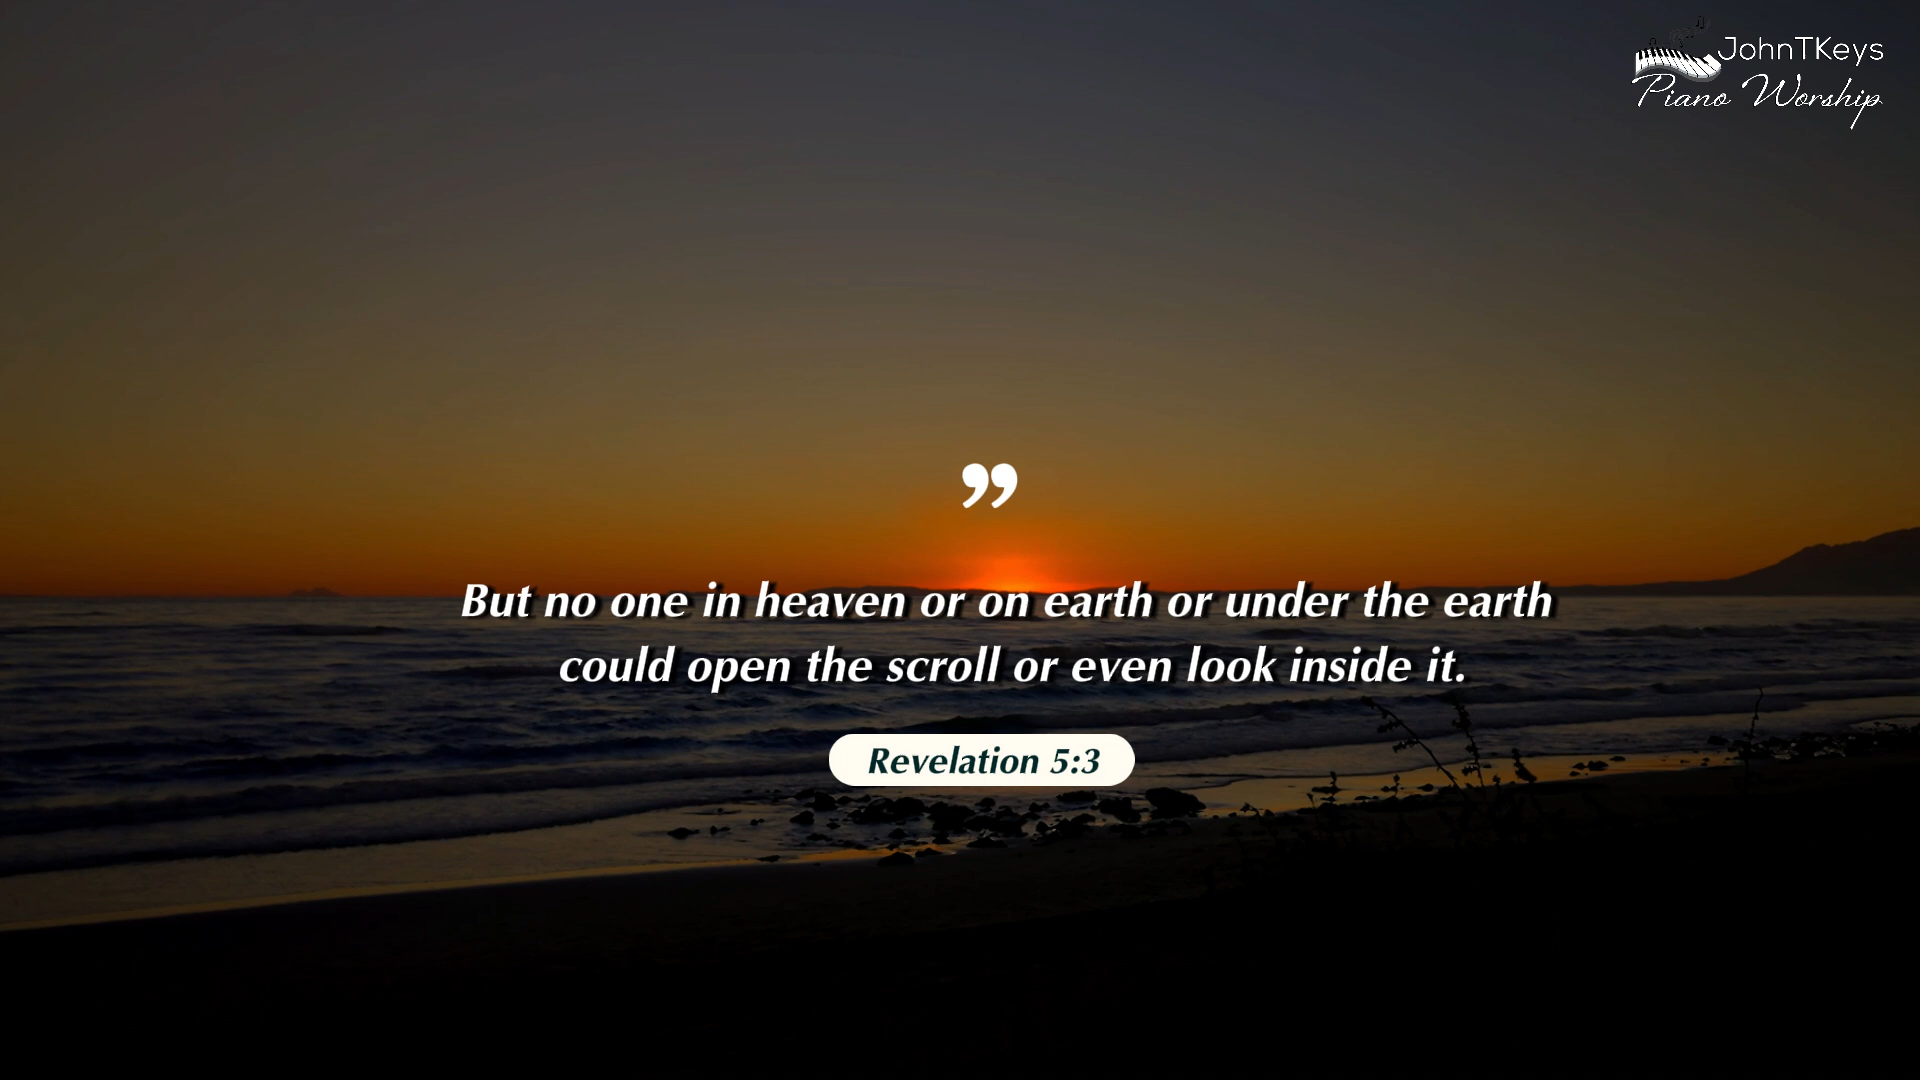 JohnTKeys
Piano Worship
”
But no one in heaven or on earth or under the earth
could open the scroll or even look inside it.
Revelation 5:3